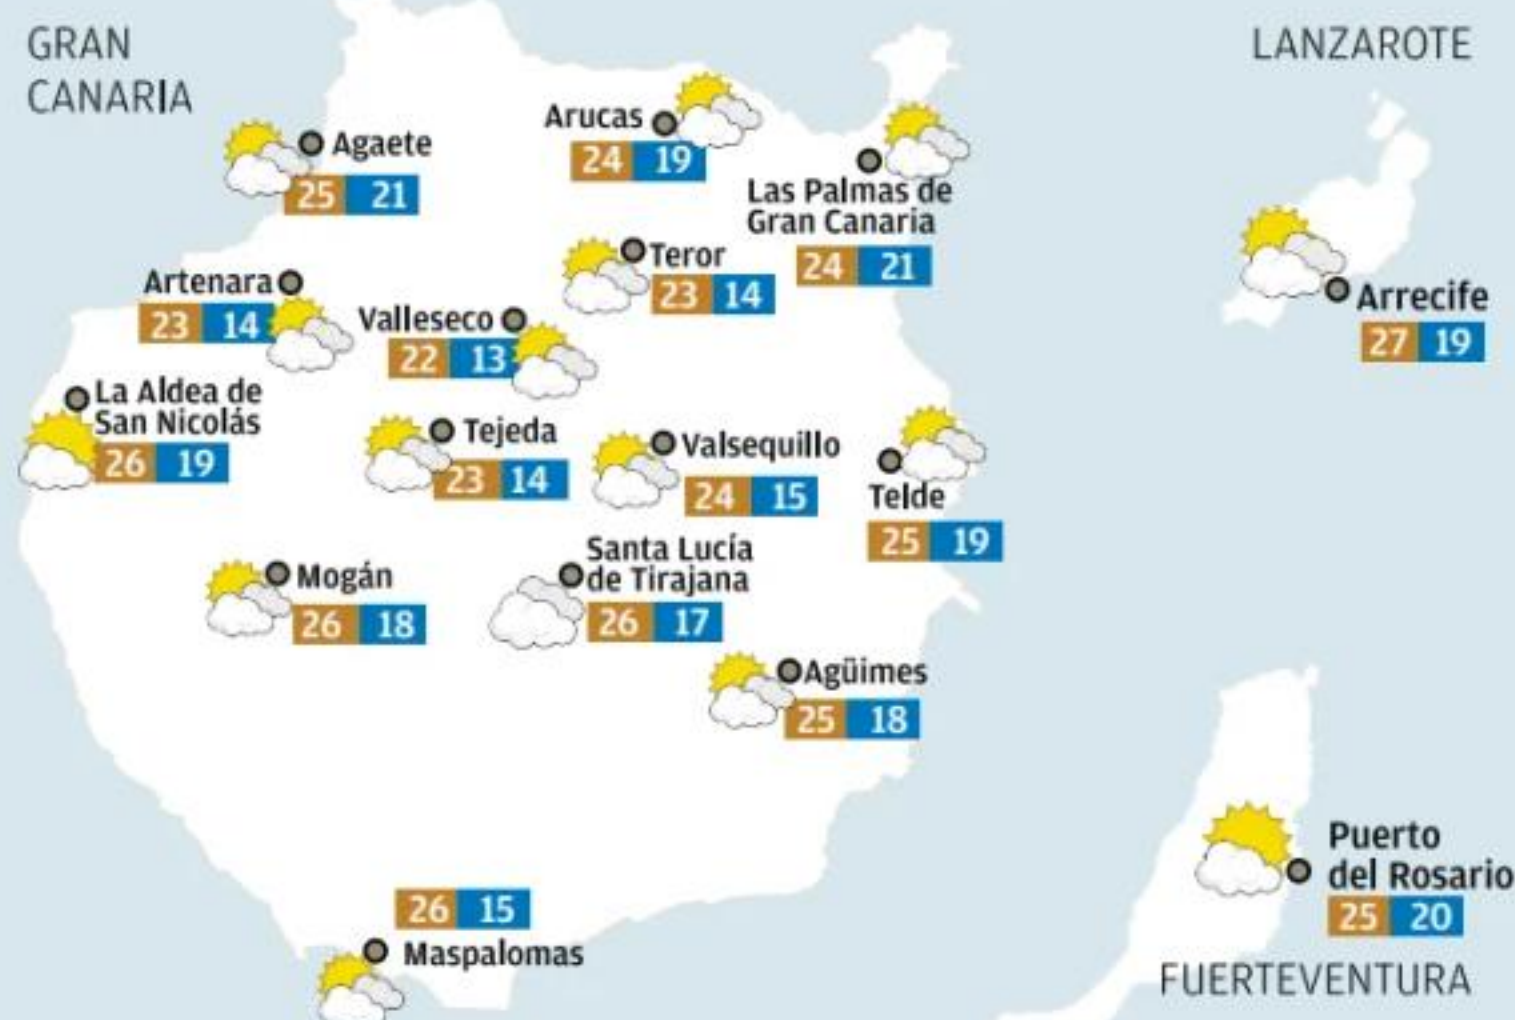 GRAN
CANARIA
LANZAROTE
Agaete
25 21
Arucas
24 19
Las Palmas de
Gran Canaria
24 21
Teror
23 14
Artenara
23 14
Valleseco
22 13
Arrecife
27 19
La Aldea de
San Nicolás
26 19
Tejeda
23 14
Valsequillo
24 15
Telde
25 19
Mogán
26 18
Santa Lucía
de Tirajana
26 17
Agüimes
25 18
Puerto
del Rosario
25 20
26 15
Maspalomas
FUERTEVENTURA